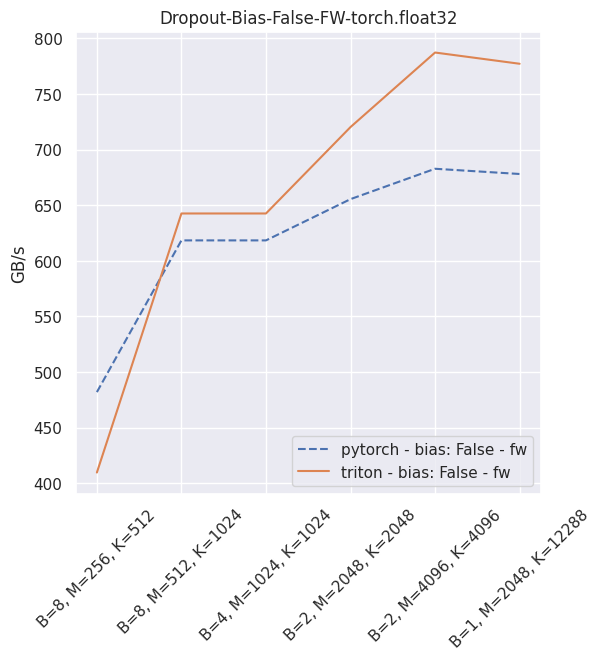 Dropout-Bias-False-FW-torch.float32
800
750
700
650
600
550
500
450
400
GB/s
pytorch - bias: False - fw
triton - bias: False - fw
B=8, M=256, K=512
B=8, M=512, K=1024
B=4, M=1024, K=1024
B=2, M=2048, K=2048
B=2, M=4096, K=4096
B=1, M=2048, K=12288